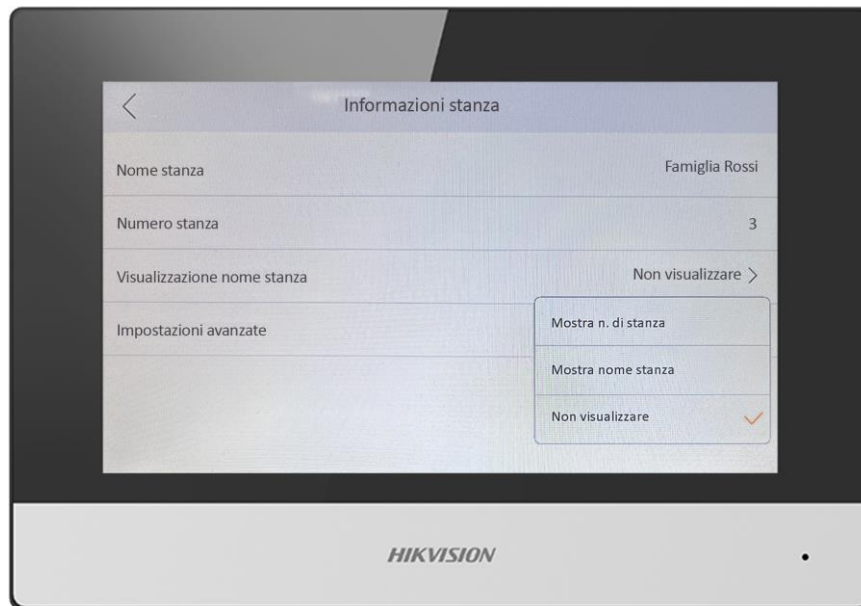 Informazioni stanza
Nome stanza
Famiglia Rossi
Numero stanza
3
Visualizzazione nome stanza
Non visualizzare
Impostazioni avanzate
Mostra n. di stanza
Mostra nome stanza
Non visualizzare
HIKVISION